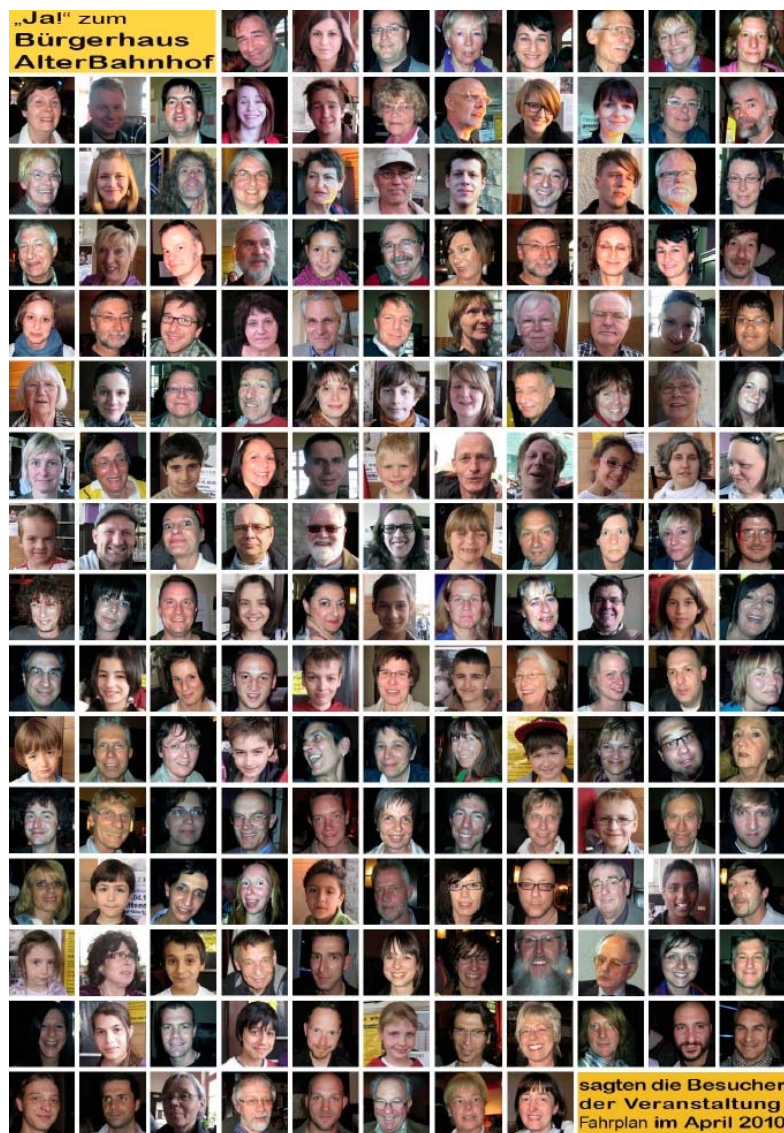 „Ja!“ zum
Bürgerhaus
AlterBahnhof
sagten die Besucher
der Veranstaltung
Fahrplan im April 2010